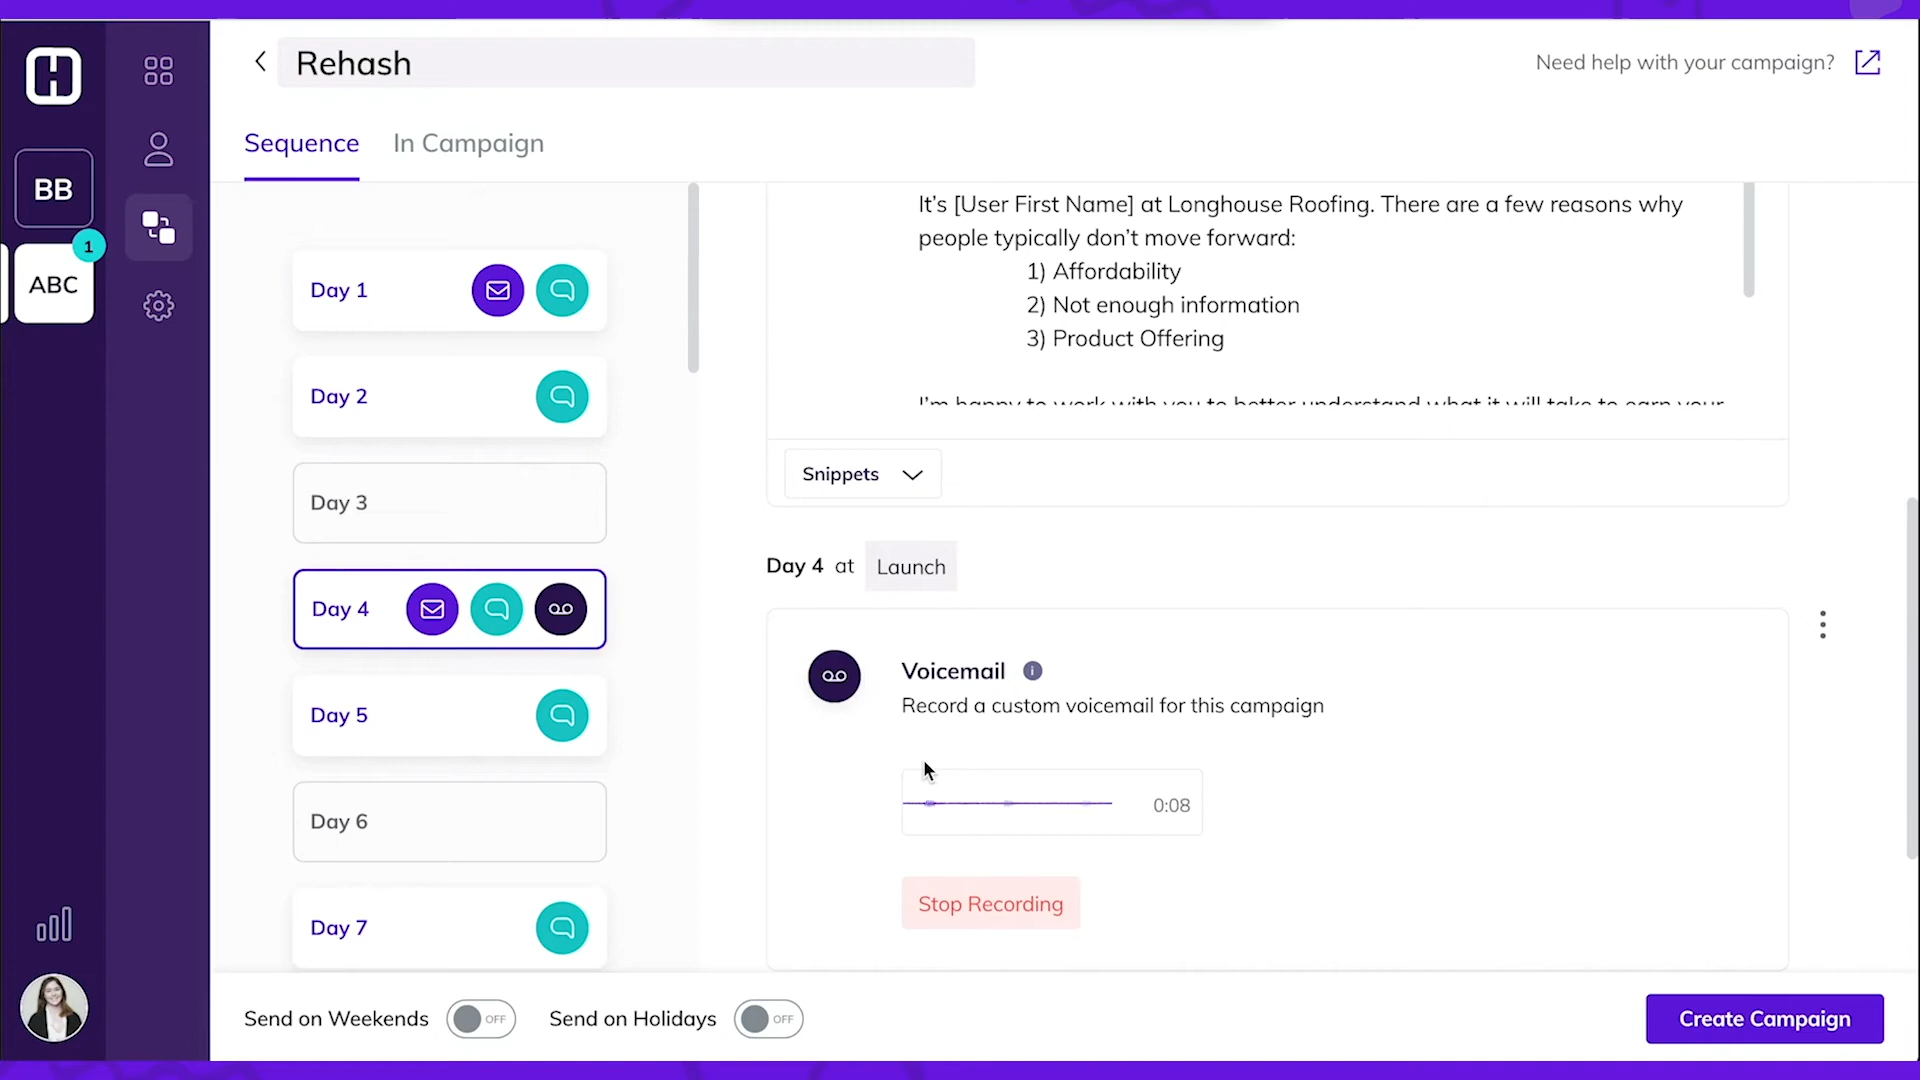 Rehash
Need help with your campaign?
BB
1
ABC
Sequence
In Campaign
Day 1
Day 2
Day 3
Day 4
Day 5
Day 6
Day 7
It's [User First Name] at Longhouse Roofing. There are a few reasons why
people typically don't move forward:
1) Affordability
2) Not enough information
3) Product Offering
I'm happy to work with you to better understand what it will take to earn your
Snippets
Day 4 at Launch
Voicemail
Record a custom voicemail for this campaign
0:08
Stop Recording
Send on Weekends OFF
Send on Holidays OFF
Create Campaign